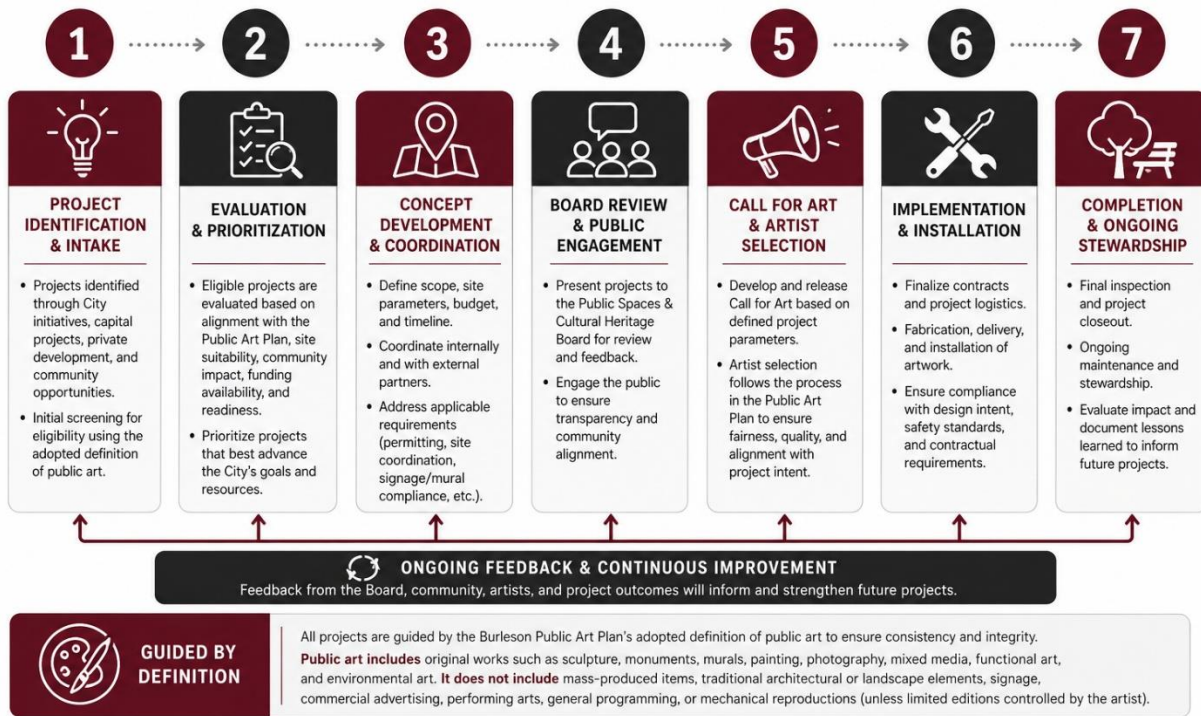 1
2
3
4
5
6
7
PROJECT
IDENTIFICATION
& INTAKE
• Projects identified
through City
initiatives, capital
projects, private
development, and
community
opportunities.
• Initial screening for
eligibility using the
adopted definition
of public art.
EVALUATION
& PRIORITIZATION
• Eligible projects are
evaluated based on
alignment with the
Public Art Plan, site
suitability, community
impact, funding
availability, and
readiness.
• Prioritize projects
that best advance
the City's goals and
resources.
CONCEPT
DEVELOPMENT
& COORDINATION
• Define scope, site
parameters, budget,
and timeline.
• Coordinate internally
and with external
partners.
• Address applicable
requirements
(permitting, site
coordination,
signage/mural
compliance, etc.).
BOARD REVIEW
& PUBLIC
ENGAGEMENT
• Present projects to
the Public Spaces &
Cultural Heritage
Board for review
and feedback.
• Engage the public
to ensure
transparency and
community
alignment.
CALL FOR ART
& ARTIST
SELECTION
• Develop and release
Call for Art based on
defined project
parameters.
• Artist selection
follows the process
in the Public Art
Plan to ensure
fairness, quality, and
alignment with
project intent.
IMPLEMENTATION
& INSTALLATION
• Finalize contracts
and project logistics.
• Fabrication, delivery,
and installation of
artwork.
• Ensure compliance
with design intent,
safety standards,
and contractual
requirements.
COMPLETION
& ONGOING
STEWARDSHIP
• Final inspection
and project
closeout.
• Ongoing
maintenance and
stewardship.
• Evaluate impact and
document lessons
learned to inform
future projects.
ONGOING FEEDBACK & CONTINUOUS IMPROVEMENT
Feedback from the Board, community, artists, and project outcomes will inform and strengthen future projects.
GUIDED BY
DEFINITION
All projects are guided by the Burleson Public Art Plan's adopted definition of public art to ensure consistency and integrity.
Public art includes original works such as sculpture, monuments, murals, painting, photography, mixed media, functional art,
and environmental art. It does not include mass-produced items, traditional architectural or landscape elements, signage,
commercial advertising, performing arts, general programming, or mechanical reproductions (unless limited editions controlled by the artist).